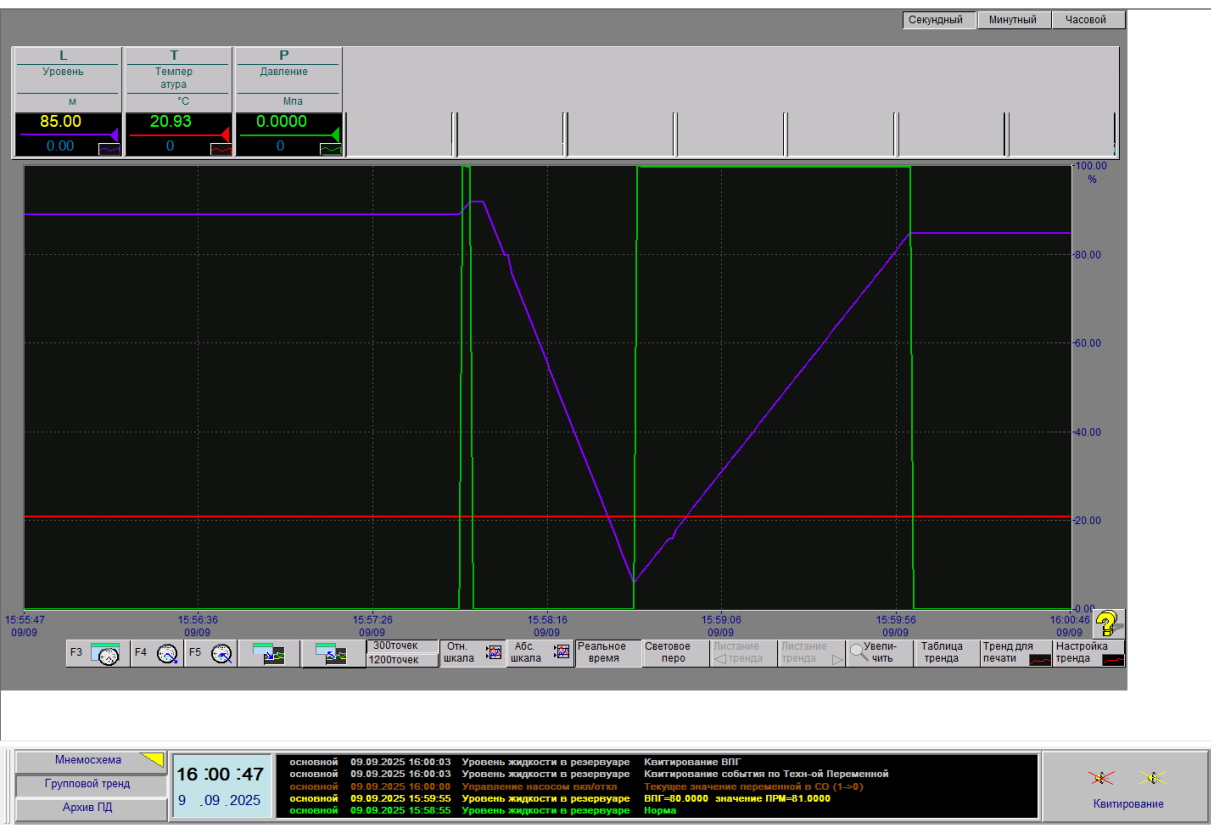 Секундный Минутный Часовой
L T P
Уровень Темпер
атура Давление
м °C Мпа
85.00 20.93 0.0000
0.00 0 0
100.00
%
80.00
60.00
40.00
20.00
0.00
15:55:47 15:56:36 15:57:26 15:58:16 15:59:06 15:59:56 16:00:46
09/09 09/09 09/09 09/09 09/09 09/09 09/09
F3 F4 F5 300точек Отн. Абс. Реальное Световое Листание Листание Увели- Таблица Тренд для Настройка
1200точек шкала шкала время перо тренда тренда чить тренда печати тренда
Мнемосхема
Групповой тренд
Архив ПД
16 :00 :47
9 .09 .2025
основной 09.09.2025 16:00:03 Уровень жидкости в резервуаре Квитирование ВПГ
основной 09.09.2025 16:00:03 Уровень жидкости в резервуаре Квитирование события по Техн-ой Переменной
основной 09.09.2025 16:00:00 Управление насосом вкл/откл Текущее значение переменной в СО (1->0)
основной 09.09.2025 15:59:55 Уровень жидкости в резервуаре ВПГ=80.0000 значение ПРМ=81.0000
основной 09.09.2025 15:58:55 Уровень жидкости в резервуаре Норма
Квитирование